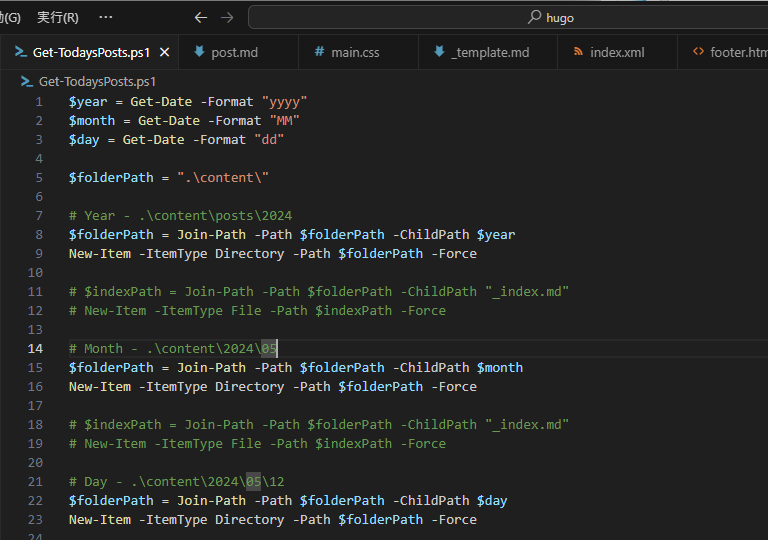 (G) 実行(R) ··· ← → hugo
Get-TodaysPosts.ps1 × post.md # main.css _template.md index.xml <> footer.htm
Get-TodaysPosts.ps1
1 $year = Get-Date -Format "yyyy"
2 $month = Get-Date -Format "MM"
3 $day = Get-Date -Format "dd"
4
5 $folderPath = ".\content\"
6
7 # Year - .\content\posts\2024
8 $folderPath = Join-Path -Path $folderPath -ChildPath $year
9 New-Item -ItemType Directory -Path $folderPath -Force
10
11 # $indexPath = Join-Path -Path $folderPath -ChildPath "_index.md"
12 # New-Item -ItemType File -Path $indexPath -Force
13
14 # Month - .\content\2024\05
15 $folderPath = Join-Path -Path $folderPath -ChildPath $month
16 New-Item -ItemType Directory -Path $folderPath -Force
17
18 # $indexPath = Join-Path -Path $folderPath -ChildPath "_index.md"
19 # New-Item -ItemType File -Path $indexPath -Force
20
21 # Day - .\content\2024\05\12
22 $folderPath = Join-Path -Path $folderPath -ChildPath $day
23 New-Item -ItemType Directory -Path $folderPath -Force
24